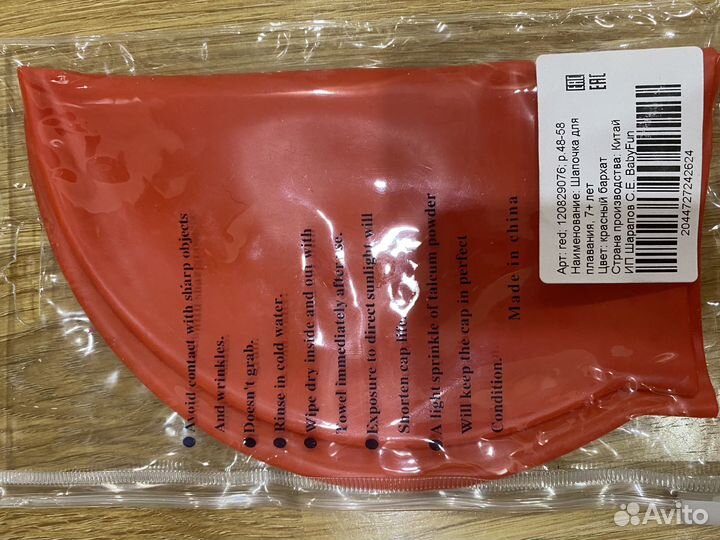 EAC EAC
Арт: red; 120829076; р.48-58
Наименование: Шапочка для
плавания, 7+ лет
Цвет: красный бархат
Страна производства: Китай
ИП Шарапов С.Е. BabyFun
2044727242624
Avoid contact with sharp objects
And wrinkles.
Doesn't grab.
Rinse in cold water.
Wipe dry inside and our with
Towel immediately after use.
Exposure to direct sunlight will
Shorten cap life.
A light sprinkle of talcum powder
Will keep the cap in perfect
Condition.
Made in china
Avito